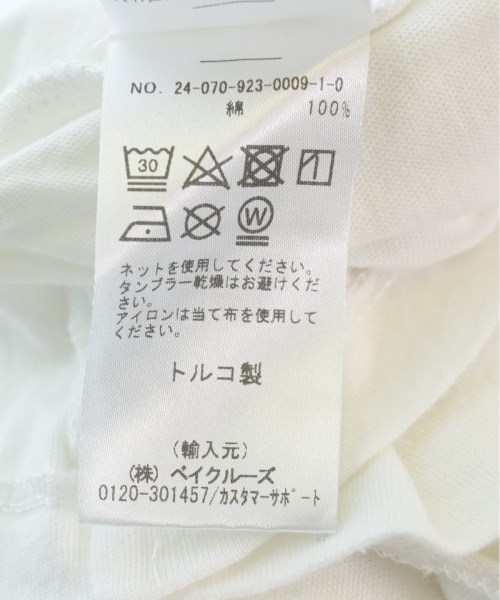 NO. 24-070-923-0009-1-0
綿 100%
30
W
ネットを使用してください。
タンブラー乾燥はお避けくだ
さい。
アイロンは当て布を使用して
ください。
トルコ製
(輸入元)
(株) ベイクルーズ
0120-301457/カスタマーサポート